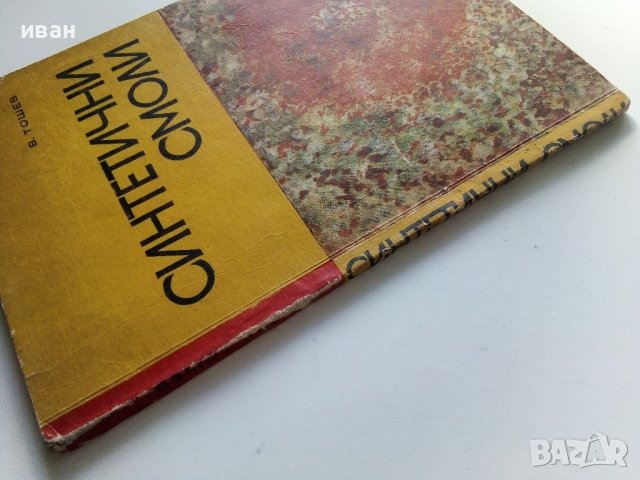 иван
В. ТОШЕВ
СИНТЕТИЧНИ
СМОЛИ
СИНТЕТИЧНИ СМОЛИ
BAZAR